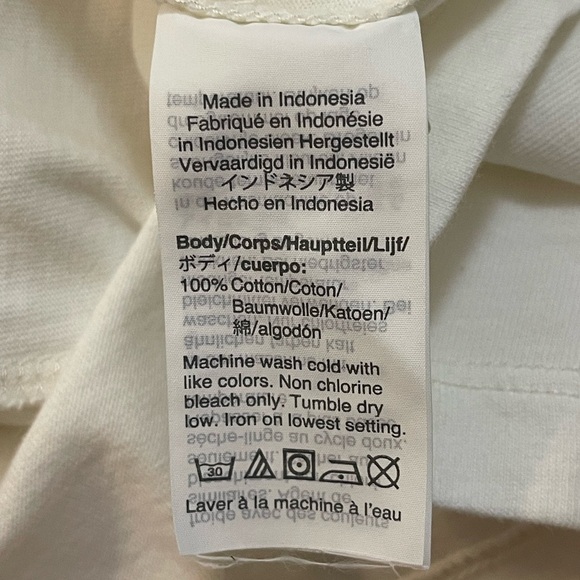 Made in Indonesia
Fabriqué en Indonésie
in Indonesien Hergestellt
Vervaardigd in Indonesië
インドネシア製
Hecho en Indonesia
Body/Corps/Hauptteil/Lijf/
ボディ/cuerpo:
100% Cotton/Coton/
Baumwolle/Katoen/
綿/algodón
Machine wash cold with
like colors. Non chlorine
bleach only. Tumble dry
low. Iron on lowest setting.
30
Laver à la machine à l'eau